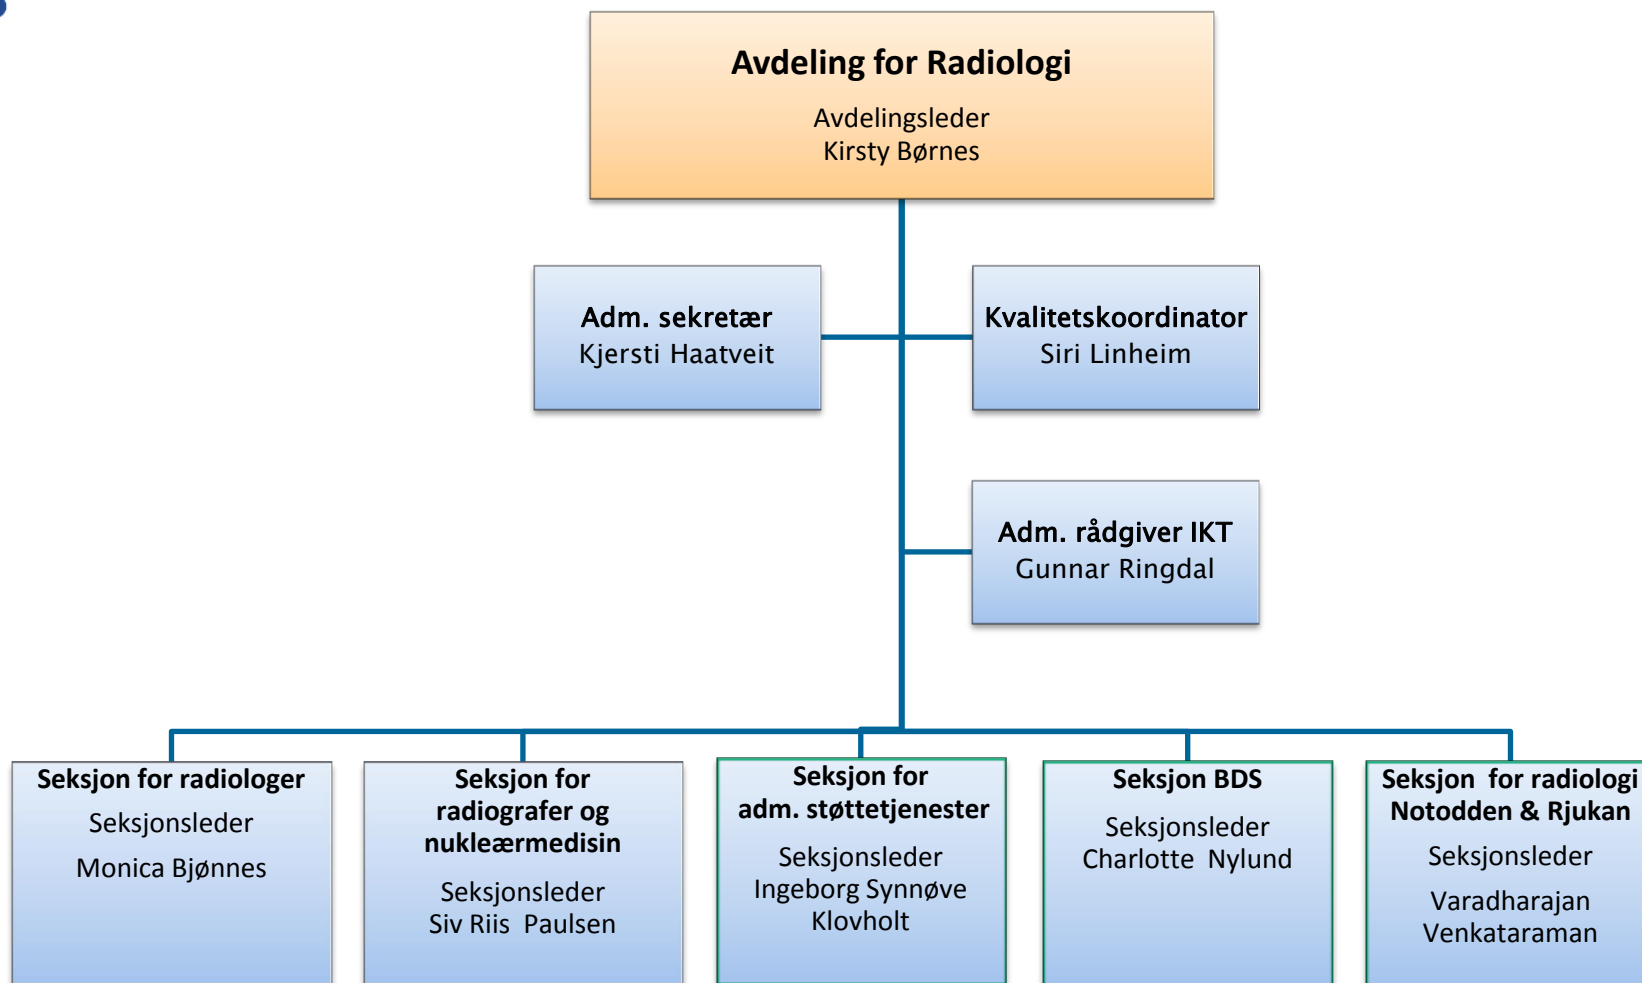 Avdeling for Radiologi
Avdelingsleder
Kirsty Børnes
Adm. sekretær
Kjersti Haatveit
Kvalitetskoordinator
Siri Linheim
Adm. rådgiver IKT
Gunnar Ringdal
Seksjon for radiologer
Seksjonsleder
Monica Bjønnes
Seksjon for
radiografer og
nukleærmedisin
Seksjonsleder
Siv Riis Paulsen
Seksjon for
adm. støttetjenester
Seksjonsleder
Ingeborg Synnøve
Klovholt
Seksjon BDS
Seksjonsleder
Charlotte Nylund
Seksjon for radiologi
Notodden & Rjukan
Seksjonsleder
Varadharajan
Venkataraman